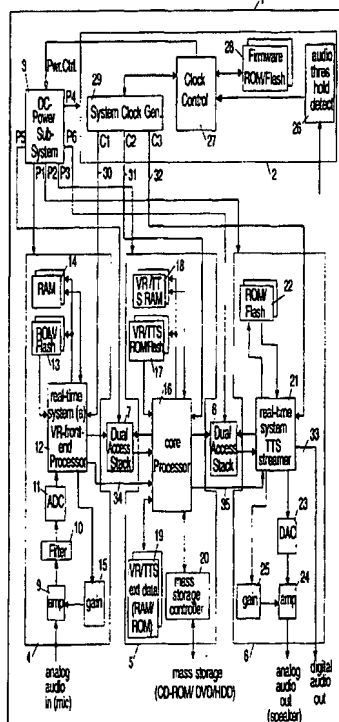 1
Pwr.Ctrl.
3
DC-
Power
Sub-
System
P4
P5
P6
P1
P2
P3
29
System Clock Gen.
C1
C2
C3
30
31
32
Clock
Control
27
28
Firmware
ROM/Flash
audio
thres
hold
detect
26
2
14
RAM
ROM/
Flash
13
real-time
system (s)
VR-front-
end
Processor
12
11
ADC
10
Filter
9
amp
gain
15
4
analog
audio
in (mic)
7
Dual
Access
Stack
34
18
VR/TT
S RAM
VR/TTS
ROM/Flash
17
16
core
Processor
19
VR/TTS
ext data
(RAM/
ROM)
20
mass
storage
controller
5
mass storage
(CD-ROM/ DVD/HDD)
8
Dual
Access
Stack
35
ROM/
Flash
22
21
real-time
system
TTS
streamer
33
23
DAC
25
gain
24
amp
6
analog
audio
out
(speaker)
digital
audio out